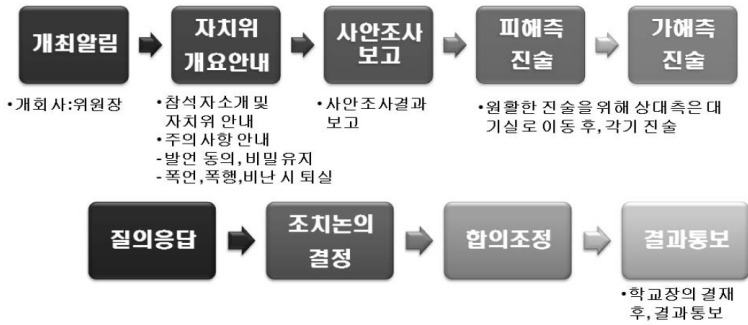 개최알림
자치위
개요안내
사안조사
보고
피해측
진술
가해측
진술
•개회사:위원장
•참석자소개 및
자치위 안내
•주의사항 안내
-발언 동의, 비밀유지
-폭언,폭행,비난 시 퇴실
•사안조사결과
보고
•원활한 진술을 위해 상대측은 대
기실로 이동 후, 각기 진술
질의응답
조치논의
결정
합의조정
결과통보
•학교장의 결재
후, 결과통보